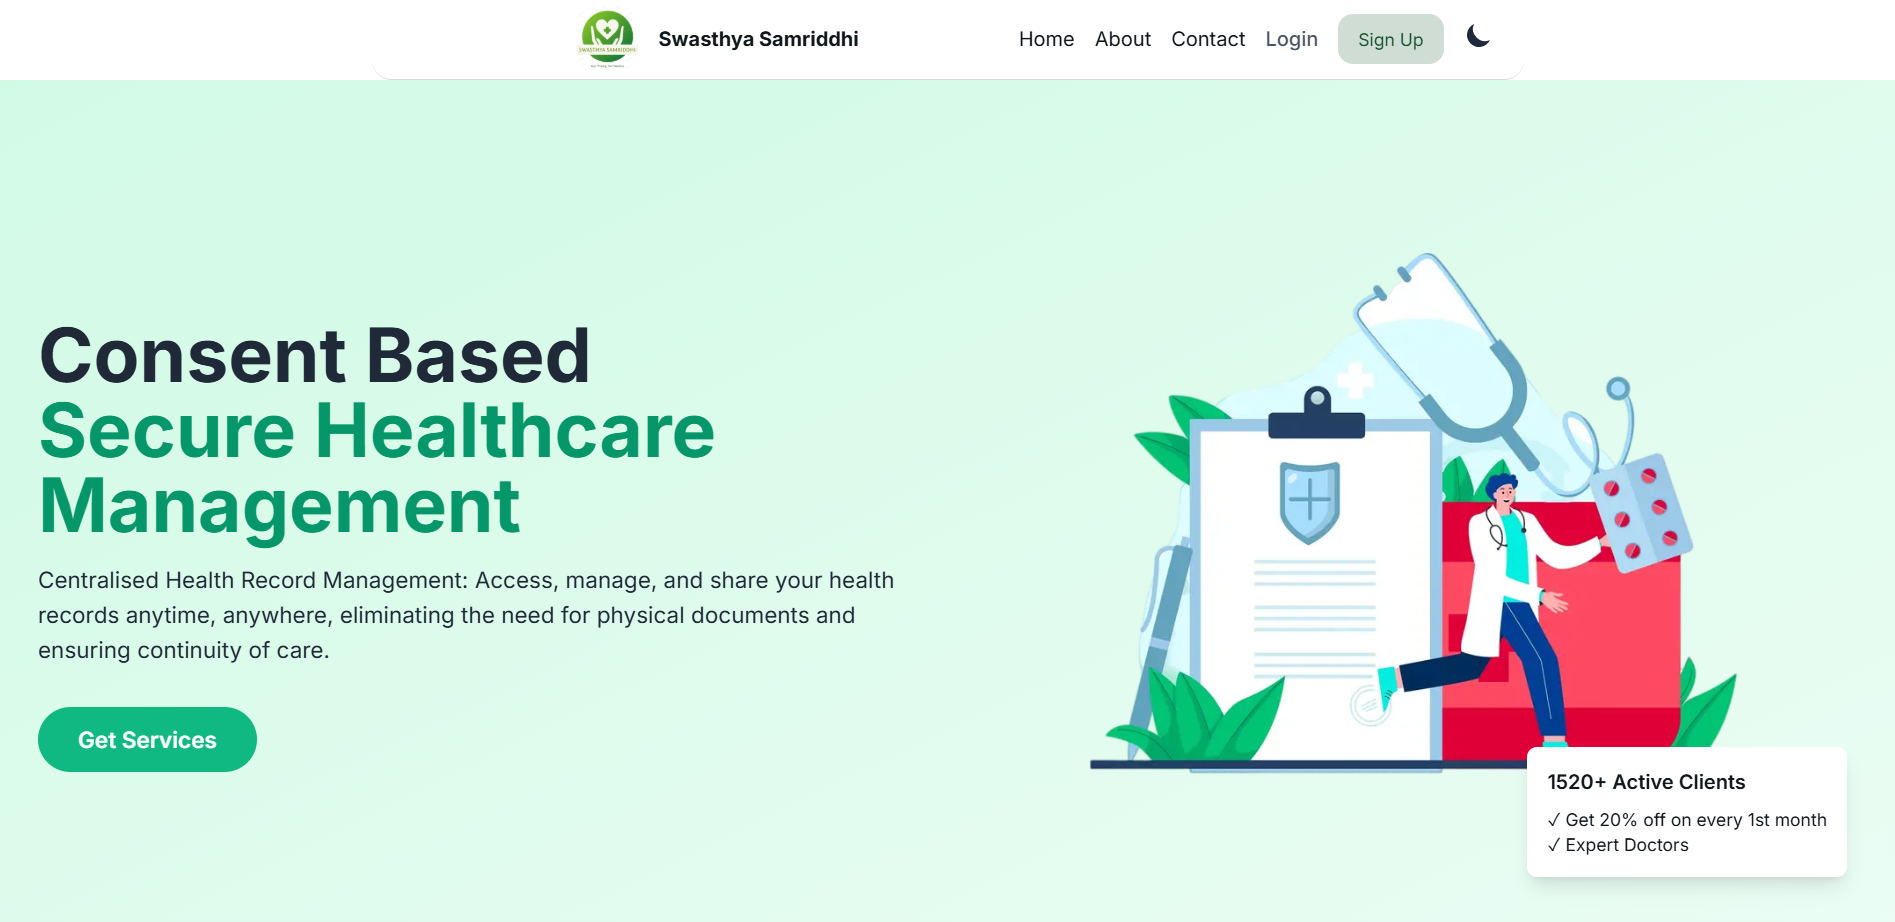 SWASTHYA SAMRIDDHI
Swasthya Samriddhi
Home About Contact Login Sign Up
Consent Based
Secure Healthcare
Management
Centralised Health Record Management: Access, manage, and share your health
records anytime, anywhere, eliminating the need for physical documents and
ensuring continuity of care.
Get Services
1520+ Active Clients
✓ Get 20% off on every 1st month
✓ Expert Doctors